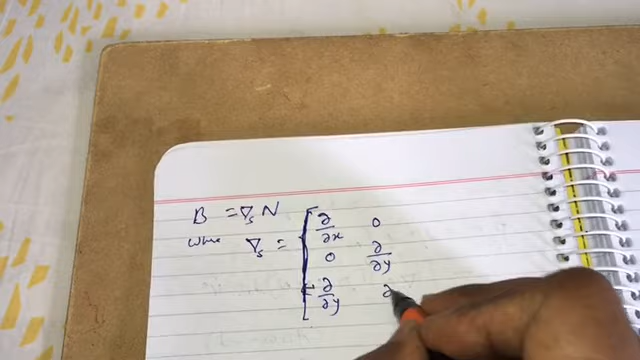 B = ∇ₛ N
where ∇ₛ = [ ∂/∂x 0
0 ∂/∂y
∂/∂y ∂